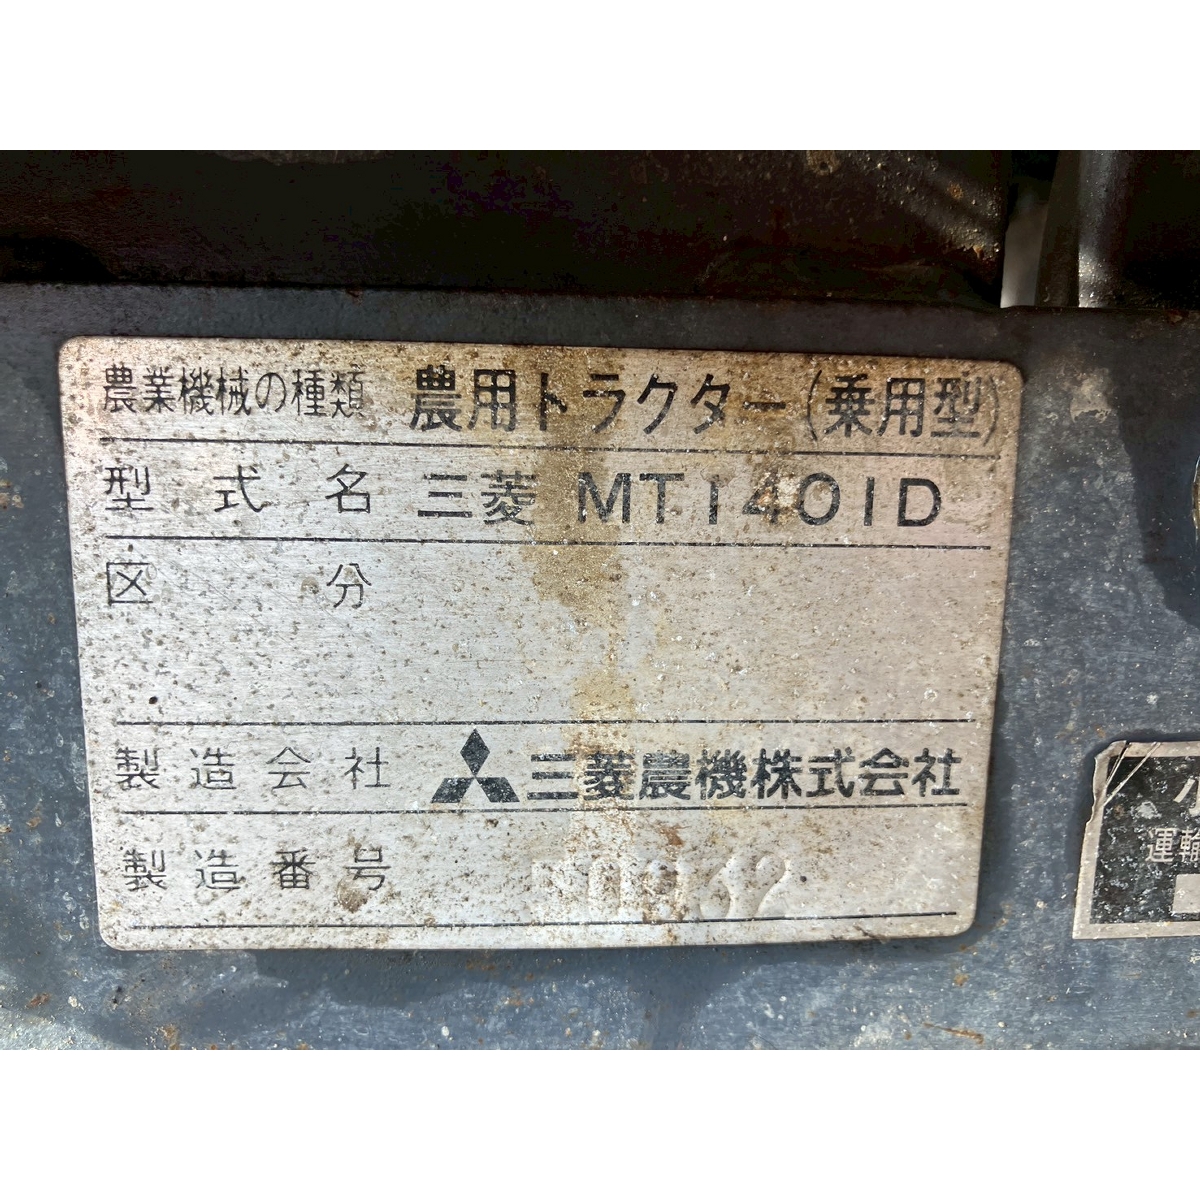 農業機械の種類 農用トラクター(乗用型)
型式名 三菱 MT1401D
区分
製造会社 三菱農機株式会社
製造番号
運輸